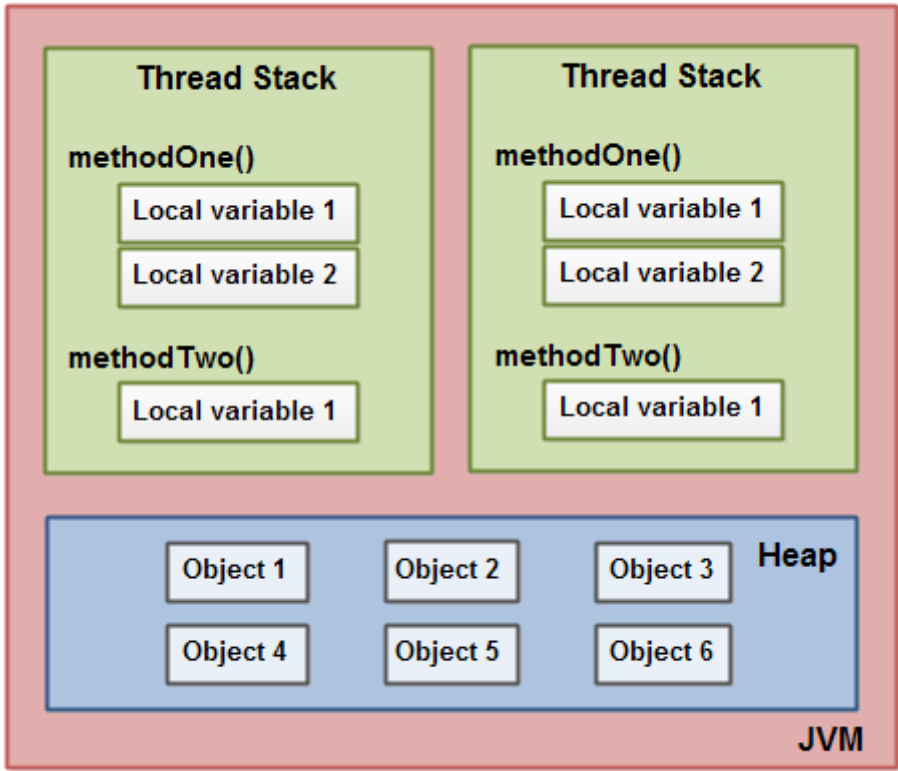 Thread Stack
methodOne()
Local variable 1
Local variable 2
methodTwo()
Local variable 1
Thread Stack
methodOne()
Local variable 1
Local variable 2
methodTwo()
Local variable 1
Heap
Object 1
Object 2
Object 3
Object 4
Object 5
Object 6
JVM